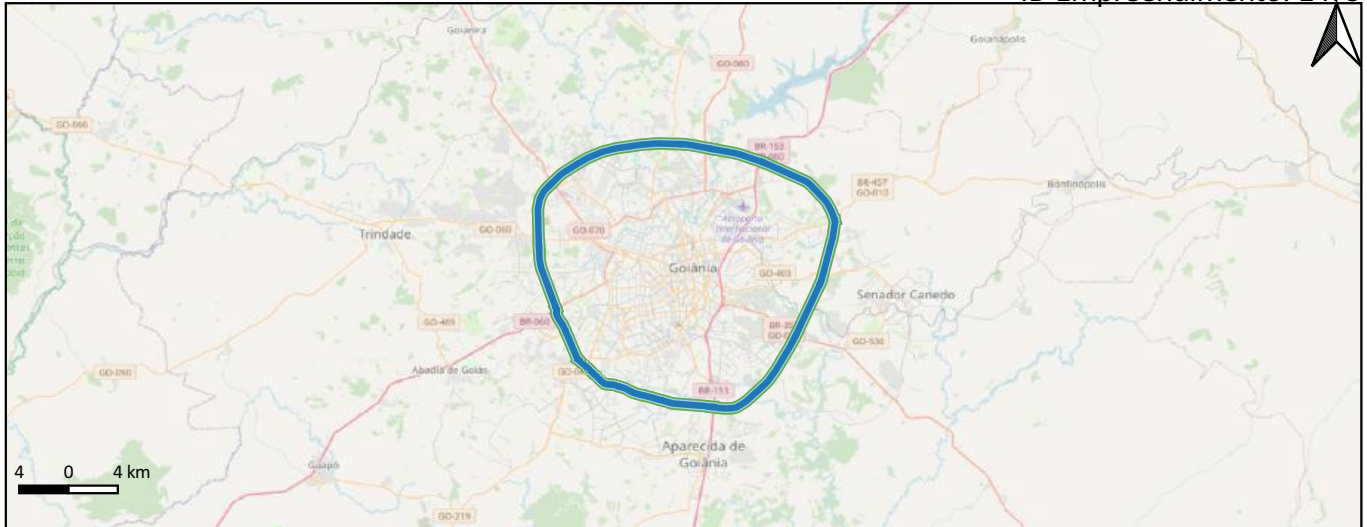 Goianira
Goianápolis
GO-080
GO-060
BR-153
BR-457
GO-010
Bonfinópolis
Aeroporto
Internacional
de Goiânia
Trindade
GO-060
GO-070
Goiânia
GO-403
Senador Canedo
GO-469
BR-060
GO-536
Abadia de Goiás
GO-050
BR-153
Aparecida de
Goiânia
Guapó
GO-219
4 0 4 km